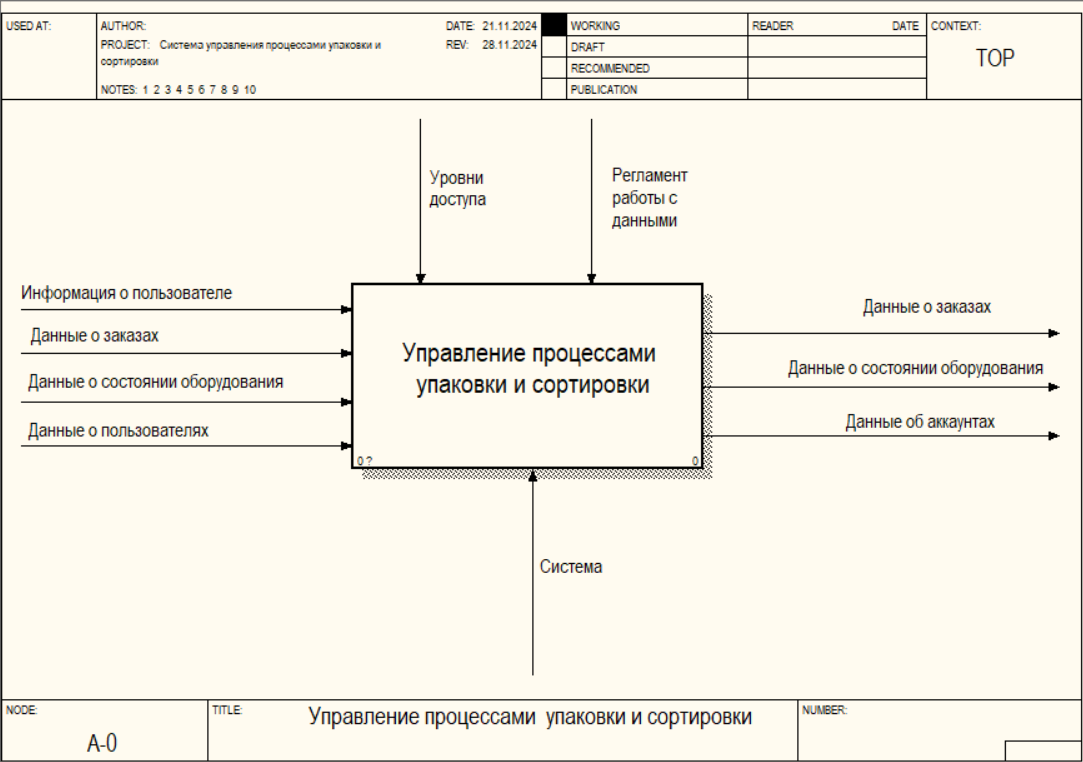 USED AT:
AUTHOR:
DATE: 21.11.2024
PROJECT: Система управления процессами упаковки и
сортировки
REV: 28.11.2024
NOTES: 1 2 3 4 5 6 7 8 9 10
WORKING
DRAFT
RECOMMENDED
PUBLICATION
READER
DATE
CONTEXT:
TOP
Уровни
доступа
Регламент
работы с
данными
Информация о пользователе
Данные о заказах
Данные о состоянии оборудования
Данные о пользователях
Управление процессами
упаковки и сортировки
0 ?
0
Данные о заказах
Данные о состоянии оборудования
Данные об аккаунтах
Система
NODE:
A-0
TITLE:
Управление процессами упаковки и сортировки
NUMBER: